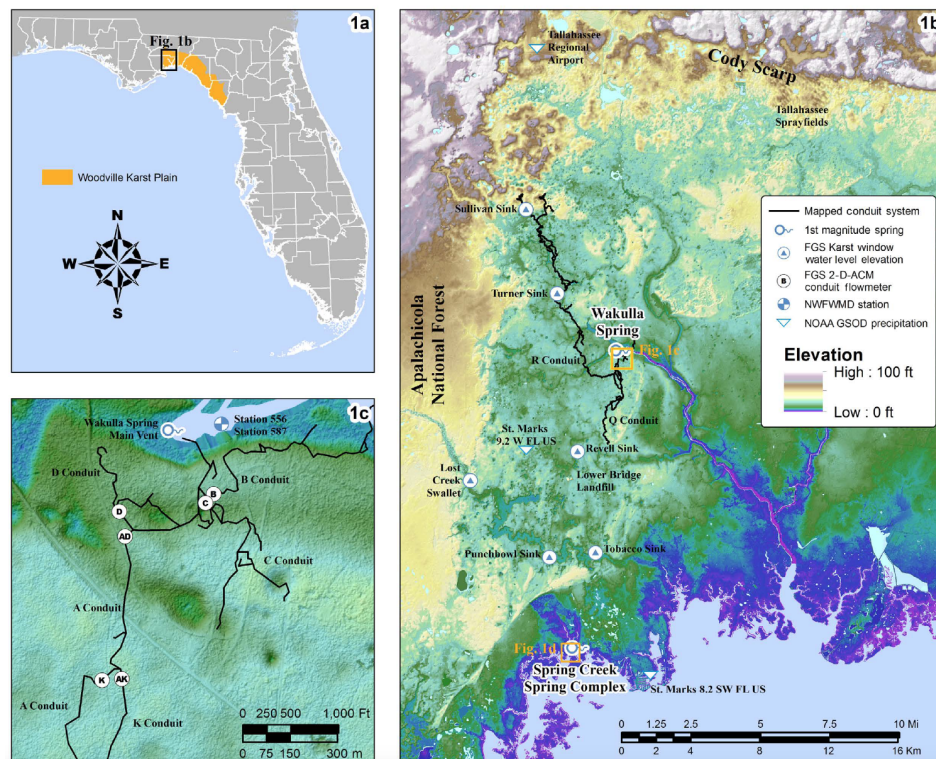 1a
Fig. 1b
Woodville Karst Plain
N
W
E
S
1b
Tallahassee
Regional
Airport
Cody Scarp
Tallahassee
Sprayfields
Sullivan Sink
Turner Sink
Wakulla
Spring
Fig. 1c
R Conduit
Apalachicola
National Forest
Q Conduit
St. Marks
9.2 W FL US
Revell Sink
Lost
Creek
Swallet
Lower Bridge
Landfill
Punchbowl Sink
Tobacco Sink
Fig. 1d
Spring Creek
Spring Complex
St. Marks 8.2 SW FL US
Mapped conduit system
1st magnitude spring
FGS Karst window
water level elevation
B
FGS 2-D-ACM
conduit flowmeter
NWFWMD station
NOAA GSOD precipitation
Elevation
High : 100 ft
Low : 0 ft
0 1.25 2.5 5 7.5 10 Mi
0 2 4 8 12 16 Km
1c
Wakulla Spring
Main Vent
Station 556
Station 587
D Conduit
B Conduit
B
C
D
AD
C Conduit
A Conduit
K
AK
A Conduit
K Conduit
0 250 500 1,000 Ft
0 75 150 300 m